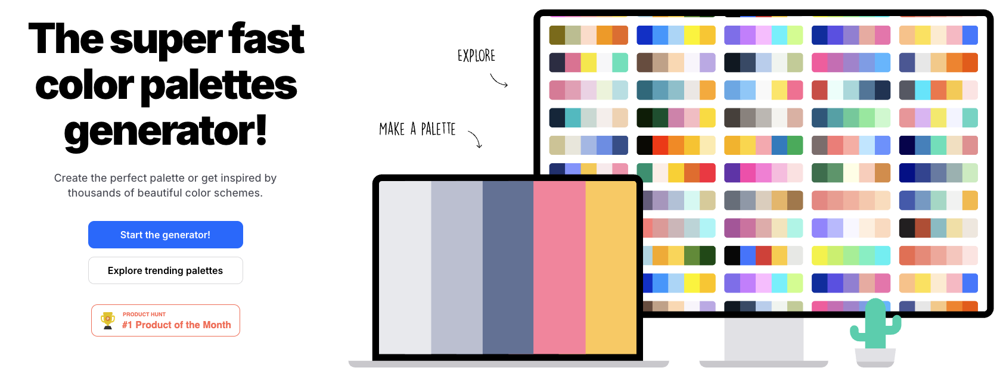 The super fast
color palettes
generator!
Create the perfect palette or get inspired by
thousands of beautiful color schemes.
Start the generator!
Explore trending palettes
PRODUCT HUNT
#1 Product of the Month
EXPLORE
MAKE A PALETTE